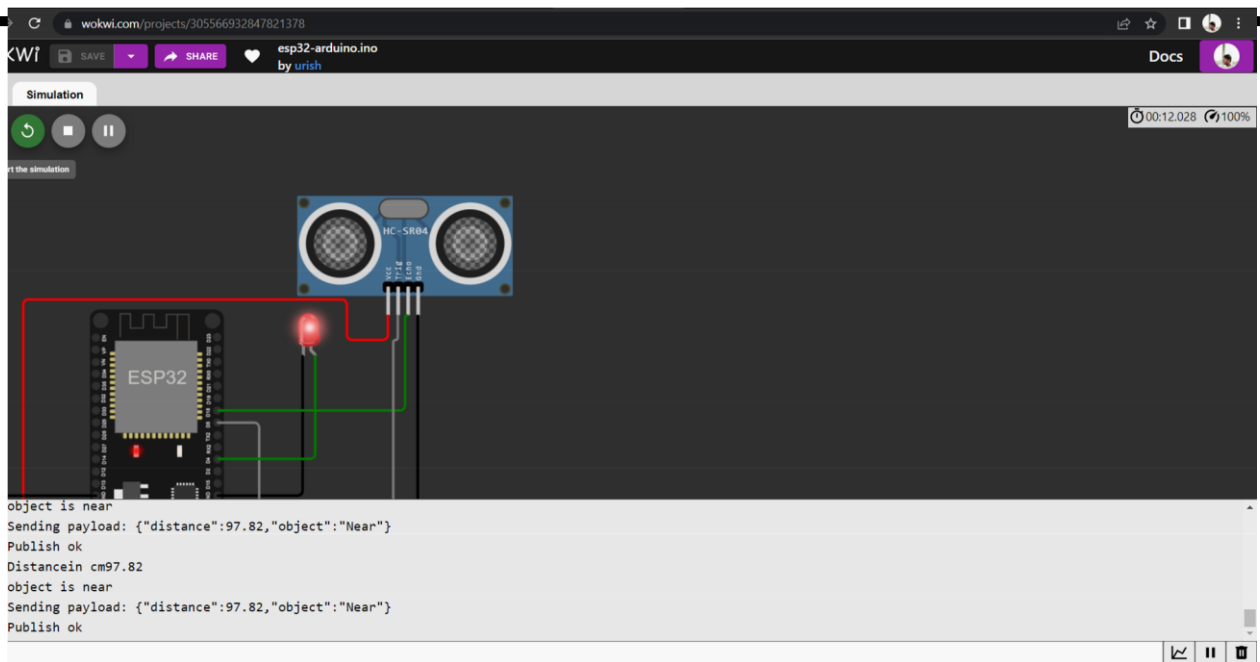 wokwi.com/projects/305566932847821378
SAVE
SHARE
esp32-arduino.ino
by urish
Docs
Simulation
00:12.028 100%
rt the simulation
HC-SR04
Vcc
Trig
Echo
Gnd
ESP32
object is near
Sending payload: {"distance":97.82,"object":"Near"}
Publish ok
Distancein cm97.82
object is near
Sending payload: {"distance":97.82,"object":"Near"}
Publish ok